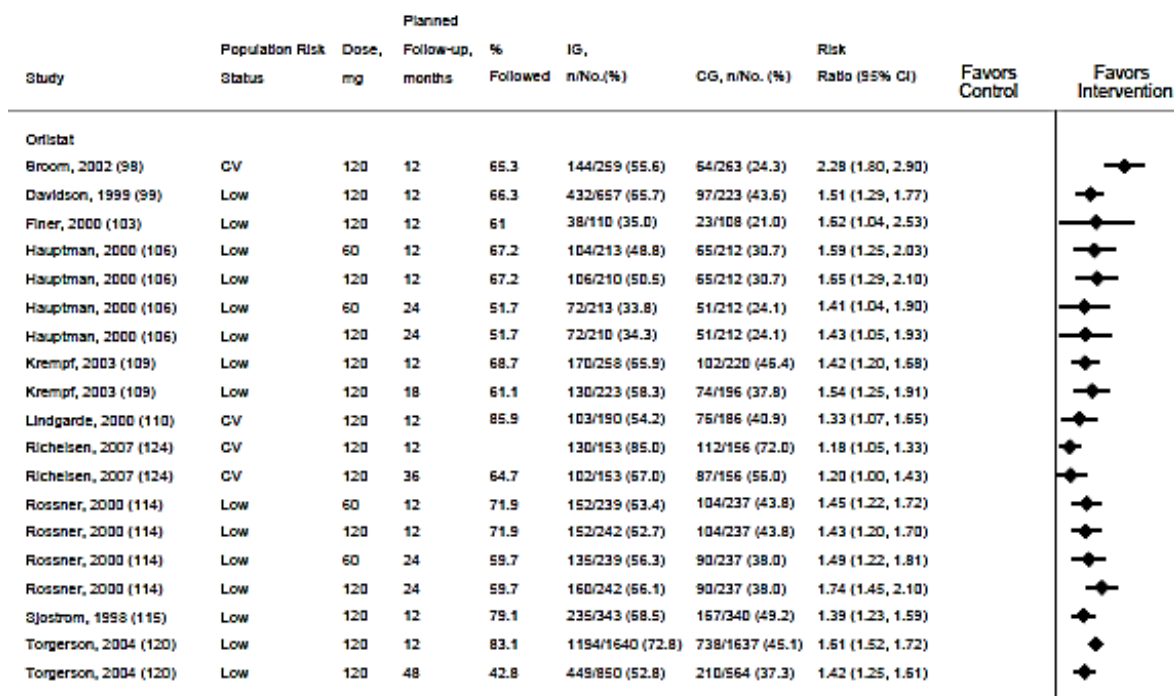 Planned
Population Risk Dose, Follow-up, % IG, Risk
Study Status mg months Followed n/No.(%) CG, n/No. (%) Ratio (95% CI) Favors Control Favors Intervention
Orlistat
Broom, 2002 (98) CV 120 12 65.3 144/259 (55.6) 64/263 (24.3) 2.28 (1.80, 2.90)
Davidson, 1999 (99) Low 120 12 66.3 432/657 (65.7) 97/223 (43.6) 1.51 (1.29, 1.77)
Finer, 2000 (103) Low 120 12 61 38/110 (35.0) 23/108 (21.0) 1.62 (1.04, 2.53)
Hauptman, 2000 (106) Low 60 12 67.2 104/213 (48.8) 65/212 (30.7) 1.59 (1.25, 2.03)
Hauptman, 2000 (106) Low 120 12 67.2 106/210 (50.5) 65/212 (30.7) 1.65 (1.29, 2.10)
Hauptman, 2000 (106) Low 60 24 51.7 72/213 (33.8) 51/212 (24.1) 1.41 (1.04, 1.90)
Hauptman, 2000 (106) Low 120 24 51.7 72/210 (34.3) 51/212 (24.1) 1.43 (1.05, 1.93)
Krempf, 2003 (109) Low 120 12 68.7 170/258 (65.9) 102/220 (46.4) 1.42 (1.20, 1.68)
Krempf, 2003 (109) Low 120 18 61.1 130/223 (58.3) 74/196 (37.8) 1.54 (1.25, 1.91)
Lindgarde, 2000 (110) CV 120 12 85.9 103/190 (54.2) 76/186 (40.9) 1.33 (1.07, 1.65)
Richelsen, 2007 (124) CV 120 12 130/153 (85.0) 112/156 (72.0) 1.18 (1.05, 1.33)
Richelsen, 2007 (124) CV 120 36 64.7 102/153 (67.0) 87/156 (56.0) 1.20 (1.00, 1.43)
Rossner, 2000 (114) Low 60 12 71.9 152/239 (63.4) 104/237 (43.8) 1.45 (1.22, 1.72)
Rossner, 2000 (114) Low 120 12 71.9 152/242 (62.7) 104/237 (43.8) 1.43 (1.20, 1.70)
Rossner, 2000 (114) Low 60 24 59.7 135/239 (56.3) 90/237 (38.0) 1.49 (1.22, 1.81)
Rossner, 2000 (114) Low 120 24 59.7 160/242 (66.1) 90/237 (38.0) 1.74 (1.45, 2.10)
Sjostrom, 1998 (115) Low 120 12 79.1 235/343 (68.5) 167/340 (49.2) 1.39 (1.23, 1.59)
Torgerson, 2004 (120) Low 120 12 83.1 1194/1640 (72.8) 738/1637 (45.1) 1.61 (1.52, 1.72)
Torgerson, 2004 (120) Low 120 48 42.8 449/850 (52.8) 210/564 (37.3) 1.42 (1.25, 1.61)